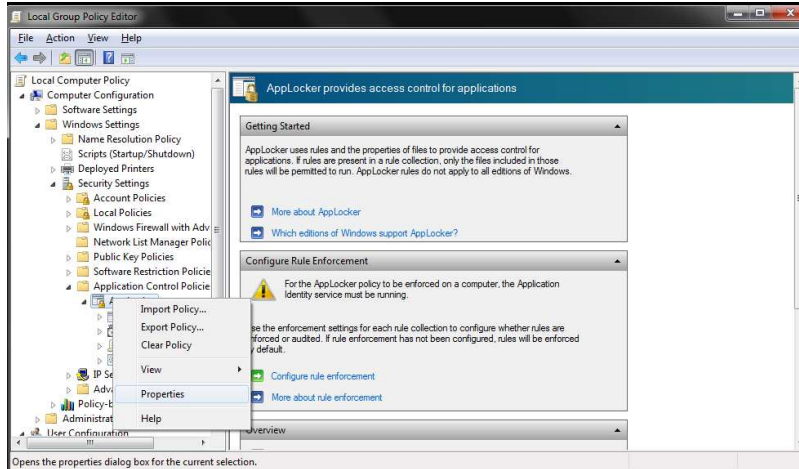 Local Group Policy Editor
File Action View Help
Local Computer Policy
Computer Configuration
Software Settings
Windows Settings
Name Resolution Policy
Scripts (Startup/Shutdown)
Deployed Printers
Security Settings
Account Policies
Local Policies
Windows Firewall with Adv
Network List Manager Polic
Public Key Policies
Software Restriction Policie
Application Control Policie
IP Se
Adva
Policy-b
Administrat
User Configuration
Import Policy...
Export Policy...
Clear Policy
View
Properties
Help
AppLocker provides access control for applications
Getting Started
AppLocker uses rules and the properties of files to provide access control for
applications. If rules are present in a rule collection, only the files included in those
rules will be permitted to run. AppLocker rules do not apply to all editions of Windows.
More about AppLocker
Which editions of Windows support AppLocker?
Configure Rule Enforcement
For the AppLocker policy to be enforced on a computer, the Application
Identity service must be running.
se the enforcement settings for each rule collection to configure whether rules are
nforced or audited. If rule enforcement has not been configured, rules will be enforced
y default.
Configure rule enforcement
More about rule enforcement
Overview
Opens the properties dialog box for the current selection.